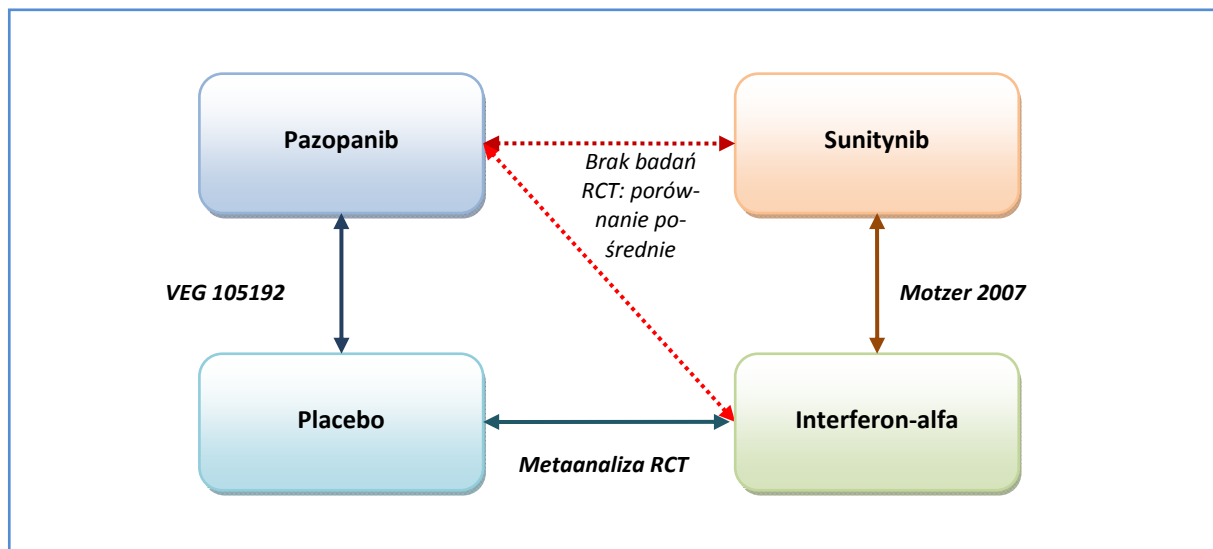 Pazopanib
Sunitynib
Brak badań
RCT: porów-
nanie po-
średnie
VEG 105192
Motzer 2007
Placebo
Interferon-alfa
Metaanaliza RCT